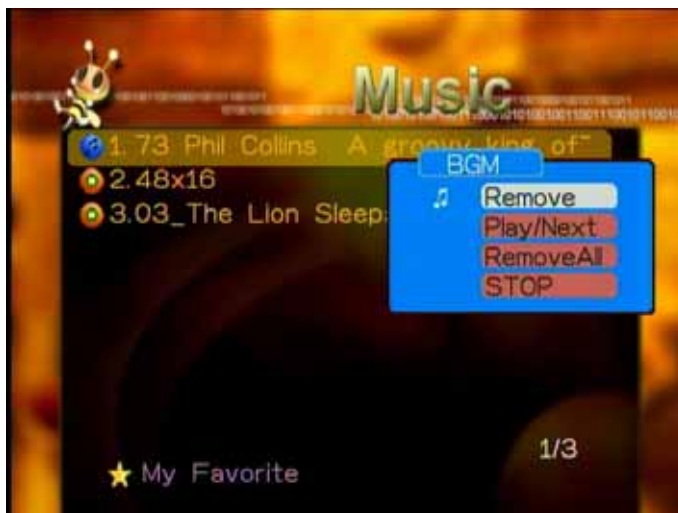 Music
1. 73 Phil Collins A groovy king of~
2. 48x16
3. 03_The Lion Sleep
BGM
Remove
Play/Next
RemoveAll
STOP
1/3
My Favorite